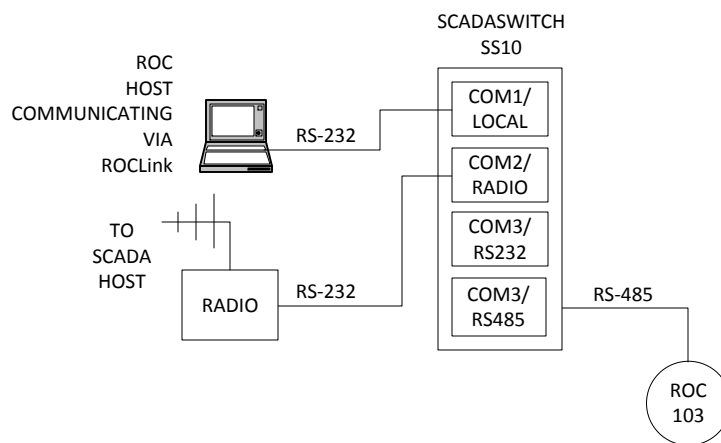 SCADASWITCH
SS10
ROC
HOST
COMMUNICATING
VIA
ROCLink
RS-232
COM1/
LOCAL
COM2/
RADIO
COM3/
RS232
COM3/
RS485
TO
SCADA
HOST
RADIO
RS-232
RS-485
ROC
103